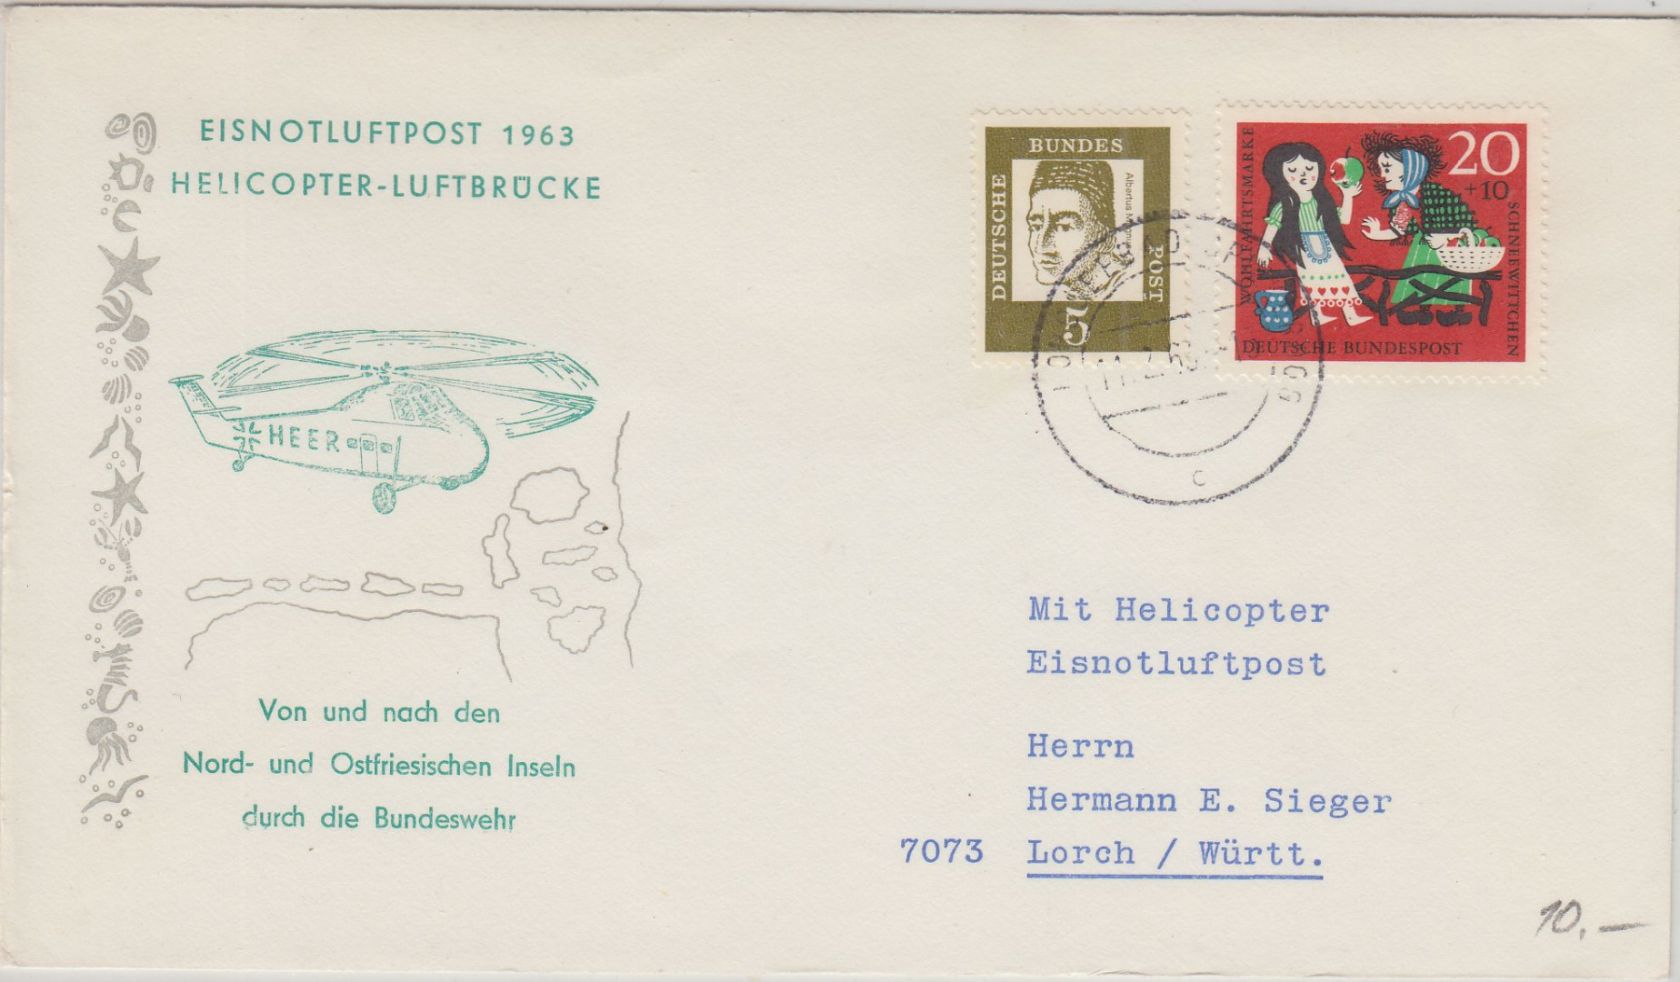 EISNOTLUFTPOST 1963
HELICOPTER-LUFTBRÜCKE
HEER
Von und nach den
Nord- und Ostfriesischen Inseln
durch die Bundeswehr
BUNDES
DEUTSCHE
POST
Albertus
5
20
+10
WOHLFAHRTSMARKE
SCHNEEWITTCHEN
DEUTSCHE BUNDESPOST
c
Mit Helicopter
Eisnotluftpost
Herrn
Hermann E. Sieger
7073 Lorch / Württ.
10,—